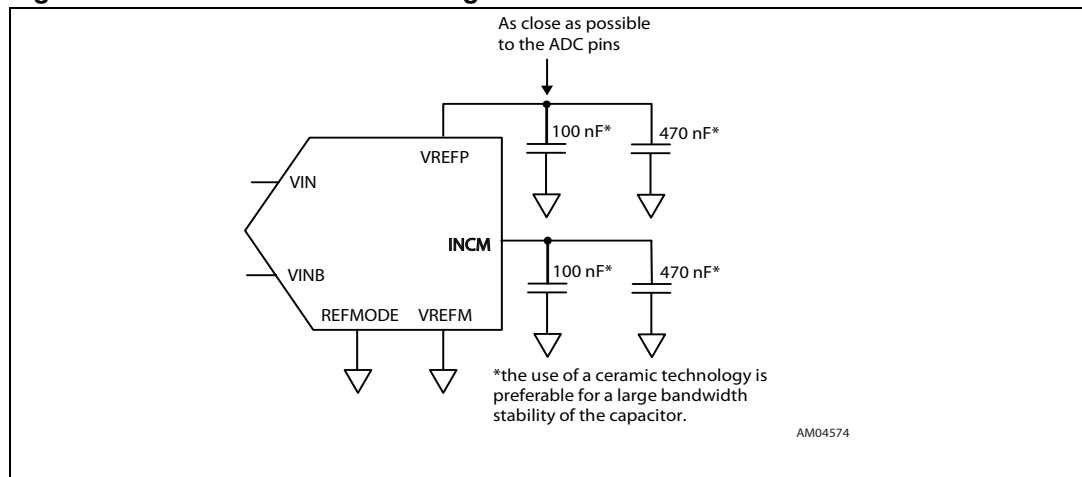 As close as possible
to the ADC pins
100 nF*
470 nF*
VREFP
VIN
INCM
100 nF*
470 nF*
VINB
REFMODE
VREFM
*the use of a ceramic technology is
preferable for a large bandwidth
stability of the capacitor.
AM04574